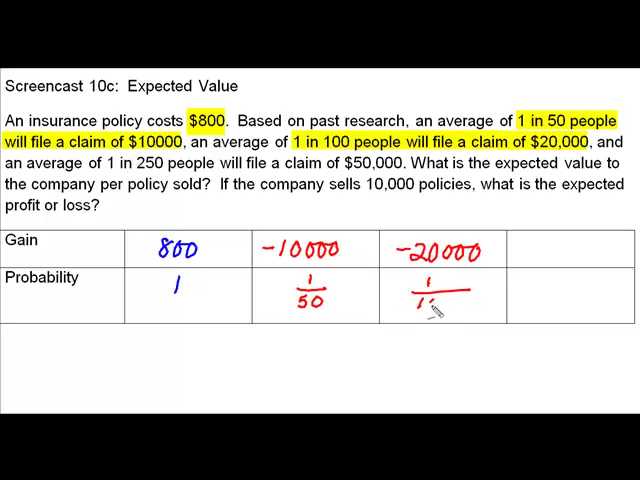 Screencast 10c: Expected Value
An insurance policy costs $800. Based on past research, an average of 1 in 50 people
will file a claim of $10000, an average of 1 in 100 people will file a claim of $20,000, and
an average of 1 in 250 people will file a claim of $50,000. What is the expected value to
the company per policy sold? If the company sells 10,000 policies, what is the expected
profit or loss?
Gain 800 -10000 -20000
Probability 1 1/50 1/